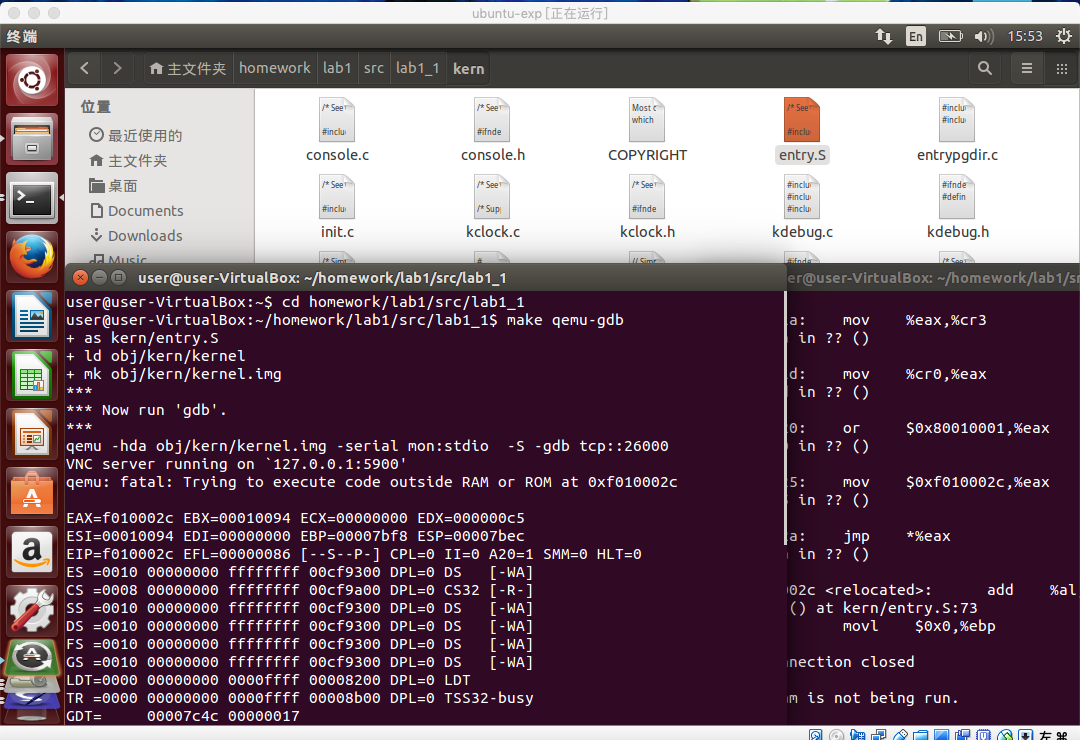 ubuntu-exp [正在运行]
终端
En
15:53
主文件夹 homework lab1 src lab1_1 kern
位置
最近使用的
主文件夹
桌面
Documents
Downloads
Music
/* See
#inclu
console.c
/* See
#ifnde
console.h
Most c
which
COPYRIGHT
/* See
#inclu
entry.S
#inclu
#inclu
entrypgdir.c
/* See
#inclu
init.c
/* See
/* Supp
kclock.c
/* See
#ifnde
kclock.h
#inclu
#inclu
#inclu
kdebug.c
#ifnde
#defin
kdebug.h
user@user-VirtualBox: ~/homework/lab1/src/lab1_1
user@user-VirtualBox:~$ cd homework/lab1/src/lab1_1
user@user-VirtualBox:~/homework/lab1/src/lab1_1$ make qemu-gdb
+ as kern/entry.S
+ ld obj/kern/kernel
+ mk obj/kern/kernel.img
***
*** Now run 'gdb'.
***
qemu -hda obj/kern/kernel.img -serial mon:stdio  -S -gdb tcp::26000
VNC server running on `127.0.0.1:5900'
qemu: fatal: Trying to execute code outside RAM or ROM at 0xf010002c
EAX=f010002c EBX=00010094 ECX=00000000 EDX=000000c5
ESI=00010094 EDI=00000000 EBP=00007bf8 ESP=00007bec
EIP=f010002c EFL=00000086 [--S--P-] CPL=0 II=0 A20=1 SMM=0 HLT=0
ES =0010 00000000 ffffffff 00cf9300 DPL=0 DS   [-WA]
CS =0008 00000000 ffffffff 00cf9a00 DPL=0 CS32 [-R-]
SS =0010 00000000 ffffffff 00cf9300 DPL=0 DS   [-WA]
DS =0010 00000000 ffffffff 00cf9300 DPL=0 DS   [-WA]
FS =0010 00000000 ffffffff 00cf9300 DPL=0 DS   [-WA]
GS =0010 00000000 ffffffff 00cf9300 DPL=0 DS   [-WA]
LDT=0000 00000000 0000ffff 00008200 DPL=0 LDT
TR =0000 00000000 0000ffff 00008b00 DPL=0 TSS32-busy
GDT=     00007c4c 00000017
er@user-VirtualBox: ~/homework/lab1/sr
a:    mov    %eax,%cr3
in ?? ()
d:    mov    %cr0,%eax
in ?? ()
0:    or     $0x80010001,%eax
in ?? ()
5:    mov    $0xf010002c,%eax
in ?? ()
a:    jmp    *%eax
in ?? ()
02c <relocated>:      add    %al,
() at kern/entry.S:73
movl   $0x0,%ebp
nnection closed
am is not being run.
左 ⌘